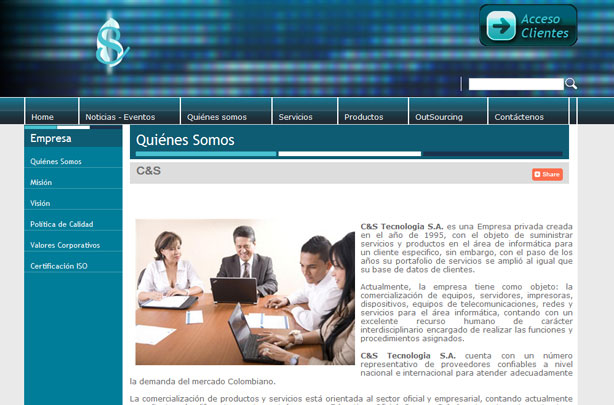 Acceso
Clientes
Home
Noticias - Eventos
Quiénes somos
Servicios
Productos
OutSourcing
Contáctenos
Empresa
Quiénes Somos
Misión
Visión
Política de Calidad
Valores Corporativos
Certificación ISO
Quiénes Somos
C&S
Share
C&S Tecnologia S.A. es una Empresa privada creada
en el año de 1995, con el objeto de suministrar
servicios y productos en el área de informática para
un cliente especifico, sin embargo, con el paso de los
años su portafolio de servicios se amplió al igual que
su base de datos de clientes.
Actualmente, la empresa tiene como objeto: la
comercialización de equipos, servidores, impresoras,
dispositivos, equipos de telecomunicaciones, redes y
servicios para el área informática, contando con un
excelente recurso humano de carácter
interdisciplinario encargado de realizar las funciones y
procedimientos asignados.
C&S Tecnologia S.A. cuenta con un número
representativo de proveedores confiables a nivel
nacional e internacional para atender adecuadamente
la demanda del mercado Colombiano.
La comercialización de productos y servicios está orientada al sector oficial y empresarial, contando actualmente